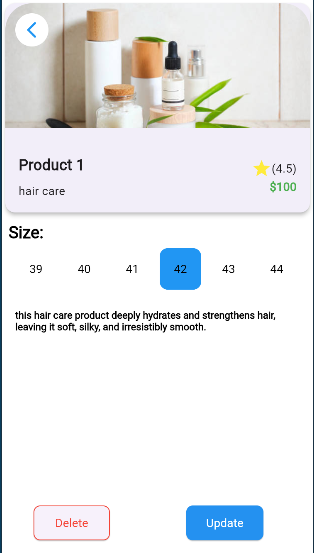 Product 1
(4.5)
hair care
$100
Size:
39 40 41 42 43 44
this hair care product deeply hydrates and strengthens hair,
leaving it soft, silky, and irresistibly smooth.
Delete Update